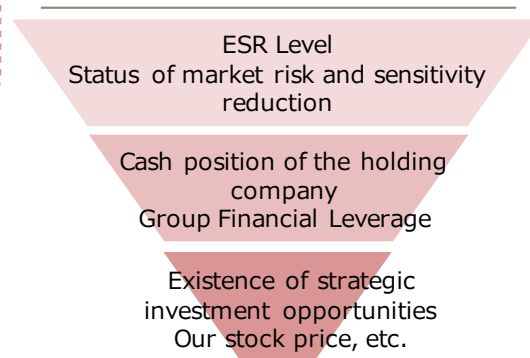 ESR Level
Status of market risk and sensitivity
reduction
Cash position of the holding
company
Group Financial Leverage
Existence of strategic
investment opportunities
Our stock price, etc.